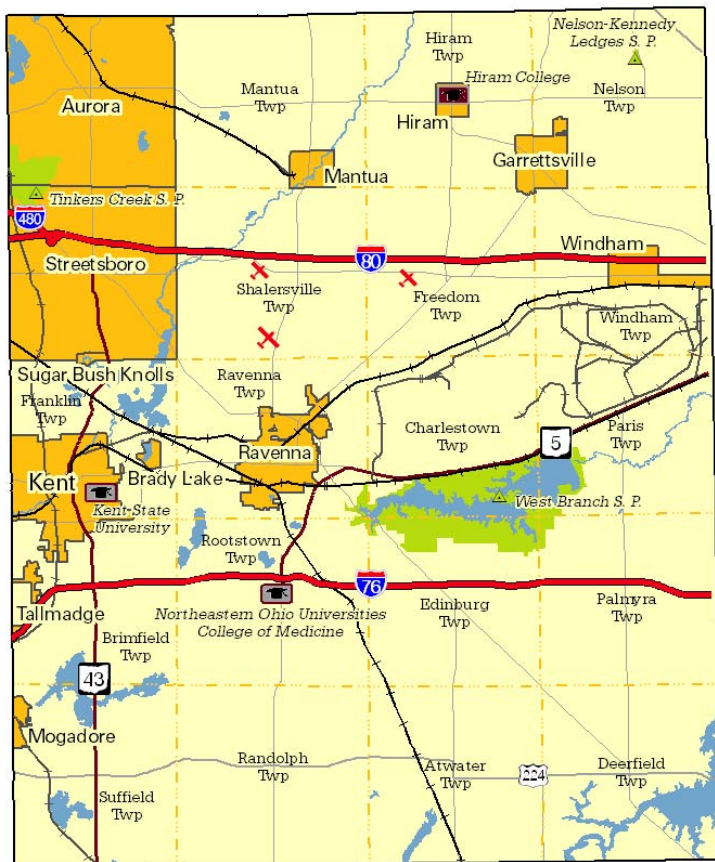 Nelson-Kennedy
Ledges S. P.
Hiram
Twp
Hiram College
Mantua
Twp
Nelson
Twp
Aurora
Hiram
Garrettsville
Mantua
Tinkers Creek S. P.
480
Windham
80
Streetsboro
Shalersville
Twp
Freedom
Twp
Windham
Twp
Sugar Bush Knolls
Ravenna
Twp
Franklin
Twp
Charlestown
Twp
5
Paris
Twp
Ravenna
Kent
Brady Lake
Kent State
University
West Branch S. P.
Rootstown
Twp
76
Tallmadge
Northeastern Ohio Universities
College of Medicine
Edinburg
Twp
Palmyra
Twp
Brimfield
Twp
43
Mogadore
Randolph
Twp
Atwater
Twp
224
Deerfield
Twp
Suffield
Twp